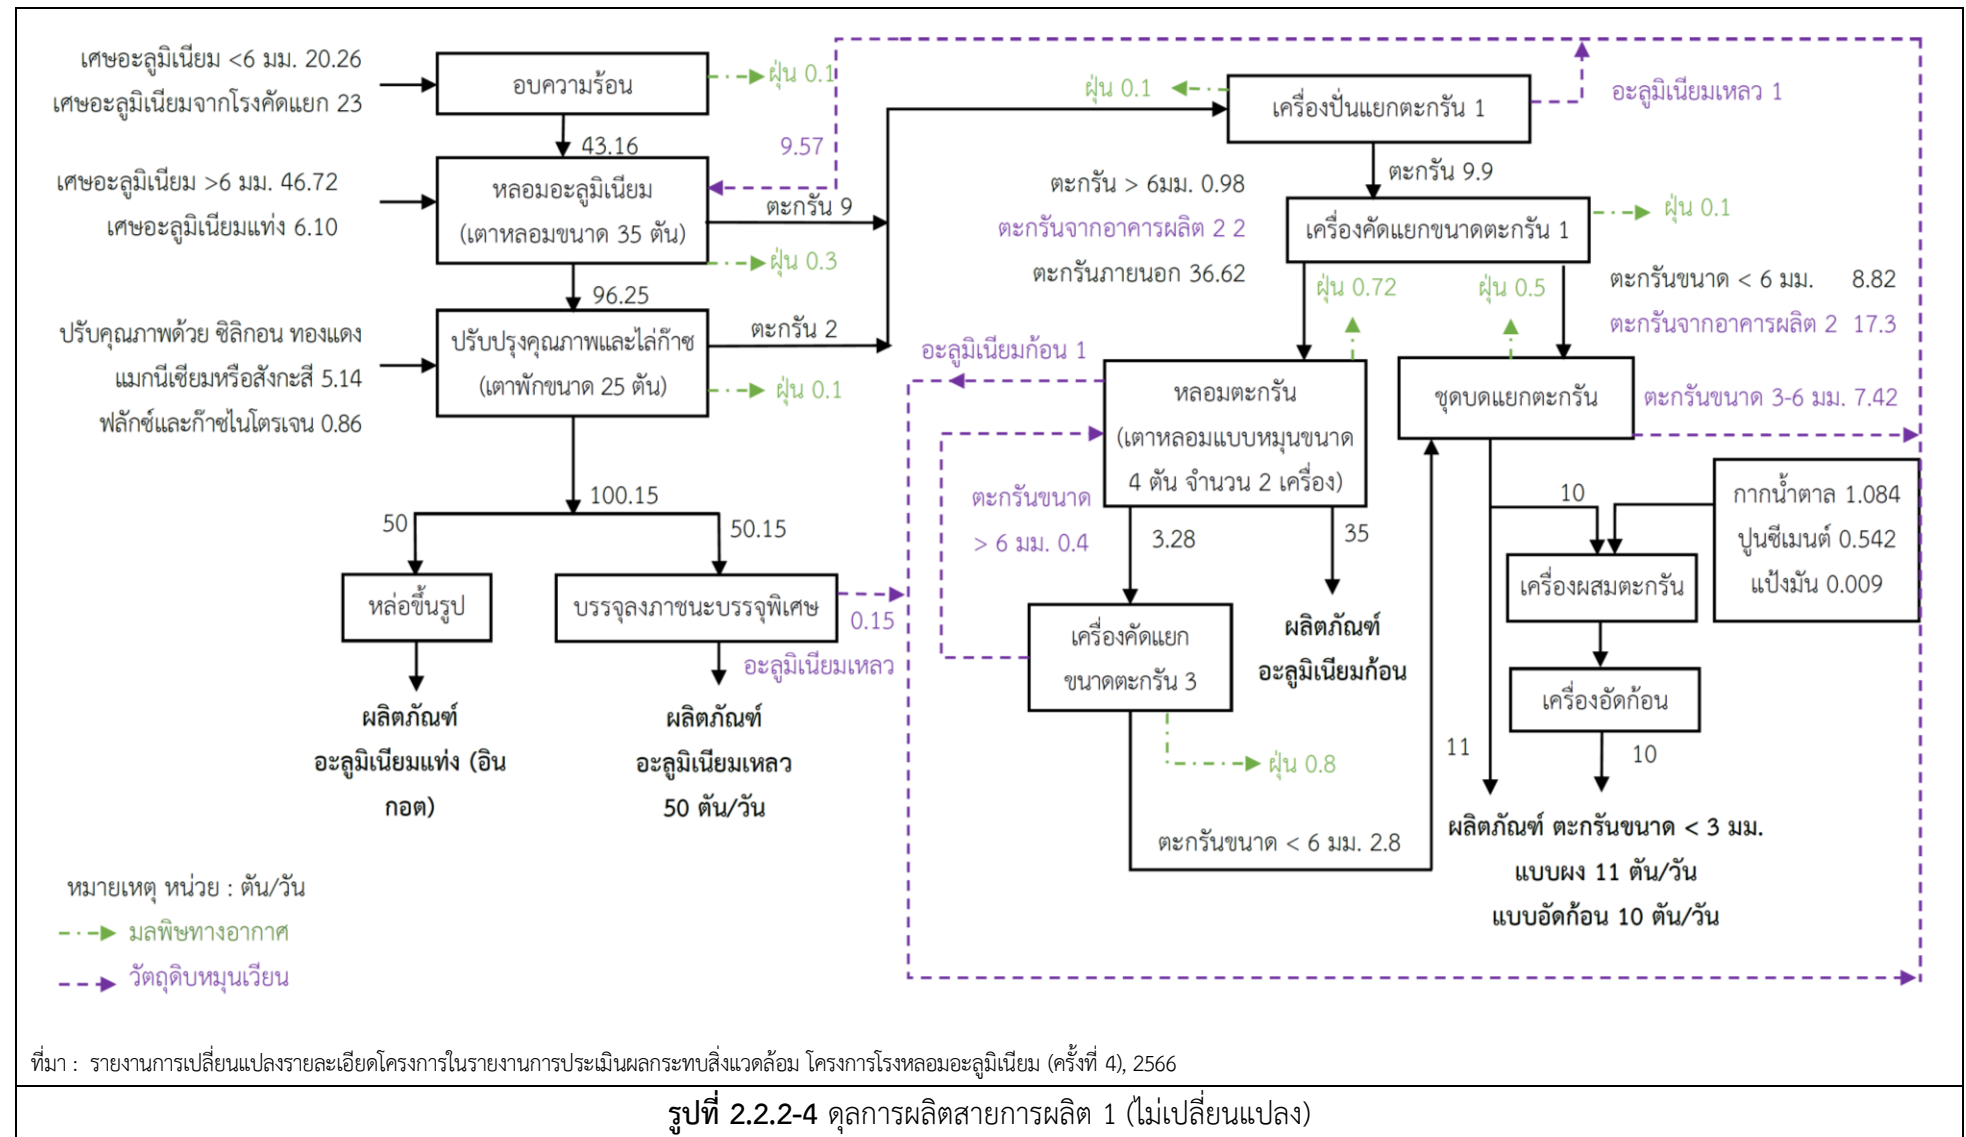 เศษอะลูมิเนียม <6 มม. 20.26
เศษอะลูมิเนียมจากโรงคัดแยก 23
อบความร้อน
ฝุ่น 0.1
43.16
9.57
เศษอะลูมิเนียม >6 มม. 46.72
เศษอะลูมิเนียมแท่ง 6.10
หลอมอะลูมิเนียม
(เตาหลอมขนาด 35 ตัน)
ตะกรัน 9
ฝุ่น 0.3
96.25
ปรับคุณภาพด้วย ซิลิกอน ทองแดง
แมกนีเซียมหรือสังกะสี 5.14
ฟลักซ์และก๊าซไนโตรเจน 0.86
ปรับปรุงคุณภาพและไล่ก๊าซ
(เตาพักขนาด 25 ตัน)
ตะกรัน 2
ฝุ่น 0.1
100.15
50
50.15
หล่อขึ้นรูป
บรรจุลงภาชนะบรรจุพิเศษ
0.15
อะลูมิเนียมเหลว
ผลิตภัณฑ์
อะลูมิเนียมแท่ง (อิน
กอต)
ผลิตภัณฑ์
อะลูมิเนียมเหลว
50 ตัน/วัน
ฝุ่น 0.1
เครื่องปั่นแยกตะกรัน 1
อะลูมิเนียมเหลว 1
ตะกรัน 9.9
ตะกรัน > 6มม. 0.98
ตะกรันจากอาคารผลิต 2 2
ตะกรันภายนอก 36.62
เครื่องคัดแยกขนาดตะกรัน 1
ฝุ่น 0.1
ฝุ่น 0.72
ฝุ่น 0.5
ตะกรันขนาด < 6 มม. 8.82
ตะกรันจากอาคารผลิต 2 17.3
อะลูมิเนียมก้อน 1
หลอมตะกรัน
(เตาหลอมแบบหมุนขนาด
4 ตัน จำนวน 2 เครื่อง)
ชุดบดแยกตะกรัน
ตะกรันขนาด 3-6 มม. 7.42
ตะกรันขนาด
> 6 มม. 0.4
3.28
35
10
กากน้ำตาล 1.084
ปูนซีเมนต์ 0.542
แป้งมัน 0.009
เครื่องผสมตะกรัน
เครื่องคัดแยก
ขนาดตะกรัน 3
ผลิตภัณฑ์
อะลูมิเนียมก้อน
เครื่องอัดก้อน
ฝุ่น 0.8
11
10
ตะกรันขนาด < 6 มม. 2.8
ผลิตภัณฑ์ ตะกรันขนาด < 3 มม.
แบบผง 11 ตัน/วัน
แบบอัดก้อน 10 ตัน/วัน
หมายเหตุ หน่วย : ตัน/วัน
มลพิษทางอากาศ
วัตถุดิบหมุนเวียน
ที่มา : รายงานการเปลี่ยนแปลงรายละเอียดโครงการในรายงานการประเมินผลกระทบสิ่งแวดล้อม โครงการโรงหลอมอะลูมิเนียม (ครั้งที่ 4), 2566
รูปที่ 2.2.2-4 ดุลการผลิตสายการผลิต 1 (ไม่เปลี่ยนแปลง)